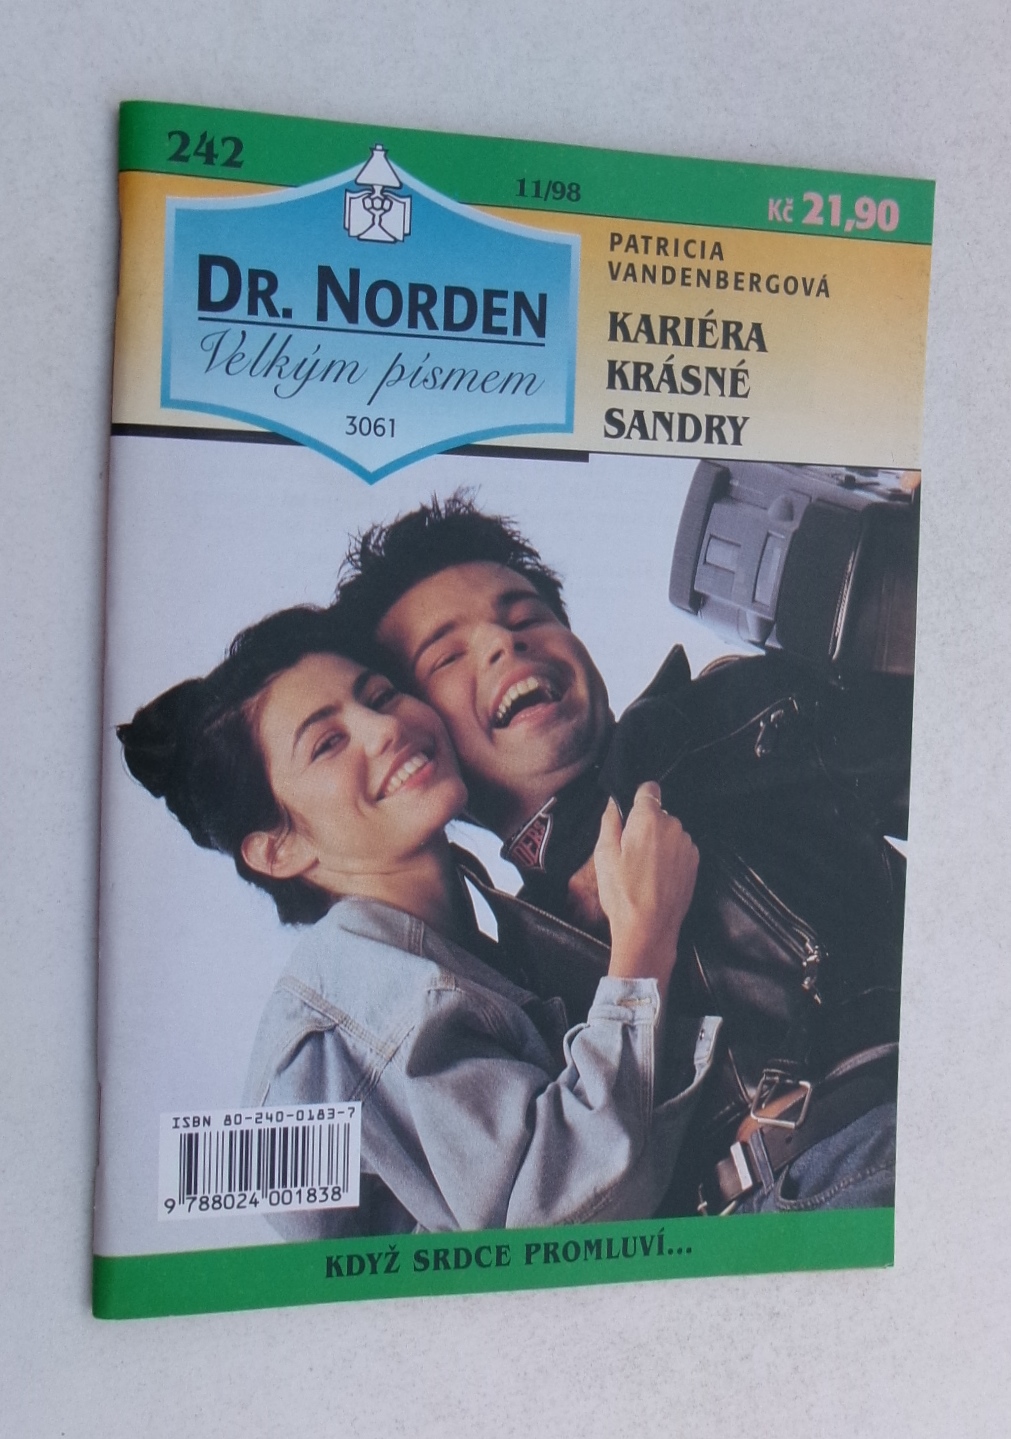 242
11/98
Kč 21,90
DR. NORDEN
Velkým písmem
3061
PATRICIA
VANDENBERGOVÁ
KARIÉRA
KRÁSNÉ
SANDRY
DERS
ISBN 80-240-0183-7
9 788024 001838
KDYŽ SRDCE PROMLUVÍ...